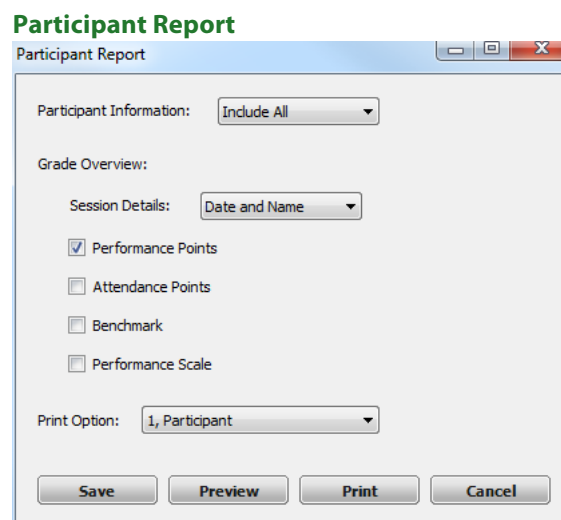 Participant Report
Participant Report
Participant Information: Include All
Grade Overview:
Session Details: Date and Name
Performance Points
Attendance Points
Benchmark
Performance Scale
Print Option: 1, Participant
Save Preview Print Cancel